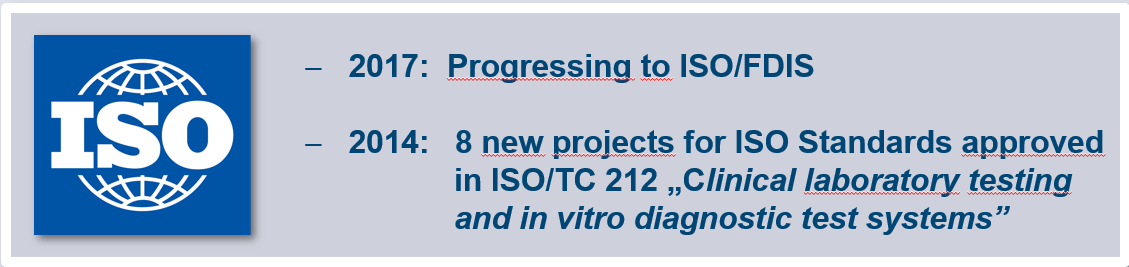 ISO
– 2017: Progressing to ISO/FDIS
– 2014: 8 new projects for ISO Standards approved
in ISO/TC 212 „Clinical laboratory testing
and in vitro diagnostic test systems”